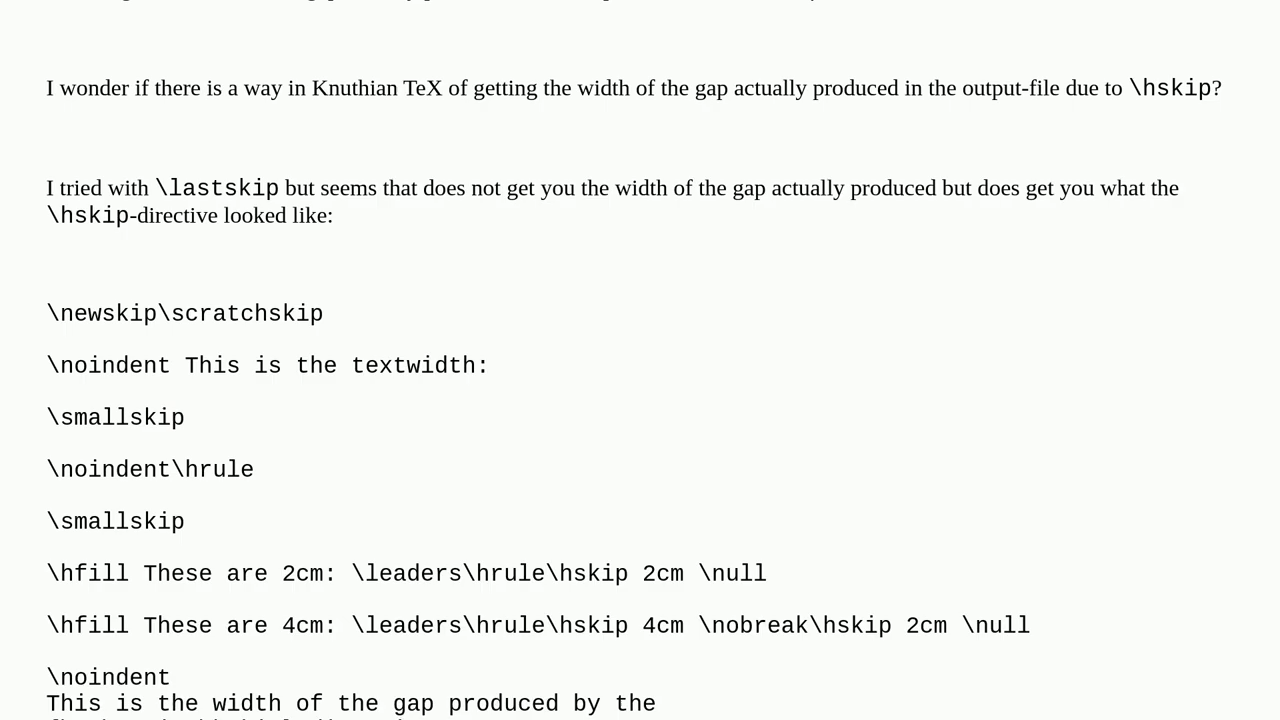 I wonder if there is a way in Knuthian TeX of getting the width of the gap actually produced in the output-file due to \hskip?
I tried with \lastskip but seems that does not get you the width of the gap actually produced but does get you what the
\hskip-directive looked like:
\newskip\scratchskip
\noindent This is the textwidth:
\smallskip
\noindent\hrule
\smallskip
\hfill These are 2cm: \leaders\hrule\hskip 2cm \null
\hfill These are 4cm: \leaders\hrule\hskip 4cm \nobreak\hskip 2cm \null
\noindent
This is the width of the gap produced by the